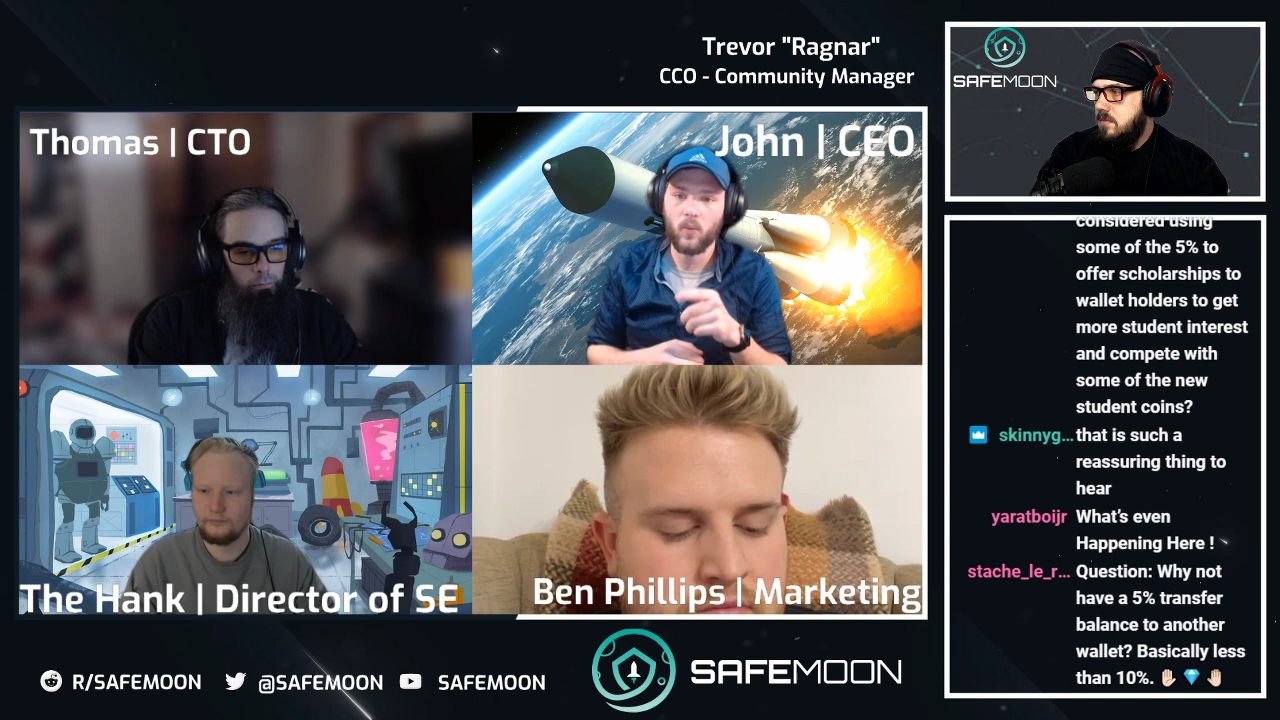 Trevor "Ragnar"
CCO - Community Manager
SAFEMOON
Thomas | CTO
John | CEO
The Hank | Director of SE
Ben Phillips | Marketing
considered using
some of the 5% to
offer scholarships to
wallet holders to get
more student interest
and compete with
some of the new
student coins?
skinnyg... that is such a
reassuring thing to
hear
yaratboijr What's even
Happening Here !
stache_le_r... Question: Why not
have a 5% transfer
balance to another
wallet? Basically less
than 10%. ✋🏻 💎 🤚🏻
R/SAFEMOON @SAFEMOON SAFEMOON
SAFEMOON